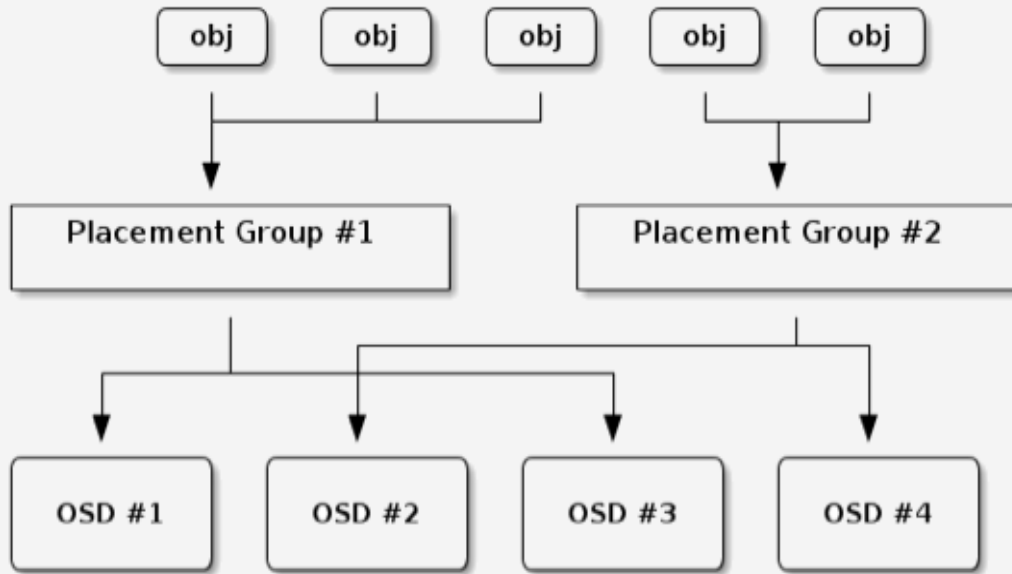 obj obj obj obj obj
Placement Group #1 Placement Group #2
OSD #1 OSD #2 OSD #3 OSD #4